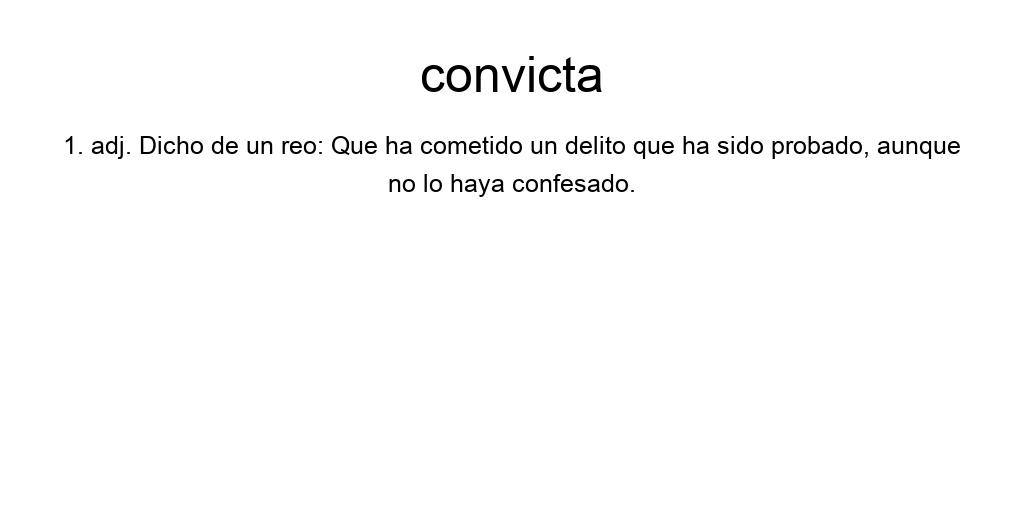 convicta
1. adj. Dicho de un reo: Que ha cometido un delito que ha sido probado, aunque
no lo haya confesado.